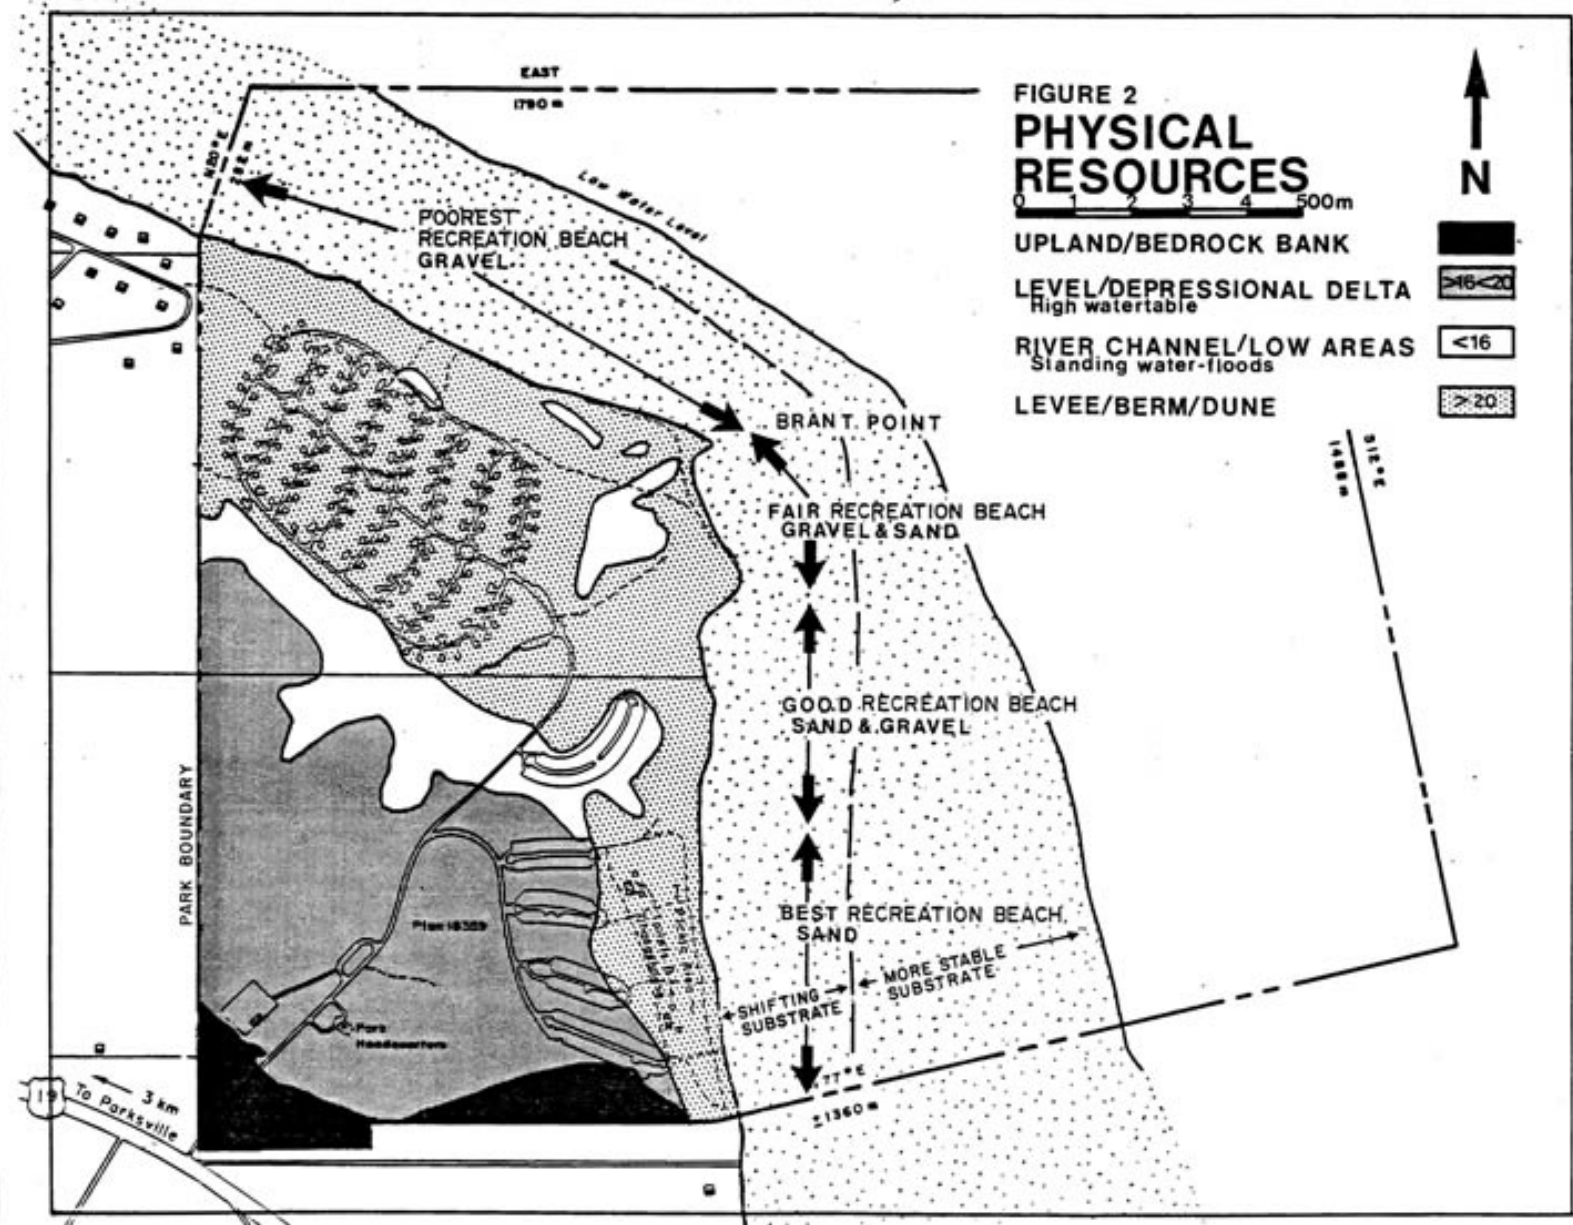 EAST
1790 m
FIGURE 2
PHYSICAL
RESOURCES
0 1 2 3 4 500m
N
UPLAND/BEDROCK BANK
LEVEL/DEPRESSIONAL DELTA
High watertable
>16<20
RIVER CHANNEL/LOW AREAS
Standing water-floods
<16
LEVEE/BERM/DUNE
>20
N20°E
Low Water Level
POOREST
RECREATION BEACH
GRAVEL
BRANT POINT
FAIR RECREATION BEACH
GRAVEL & SAND
GOOD RECREATION BEACH
SAND & GRAVEL
BEST RECREATION BEACH
SAND
SHIFTING
SUBSTRATE
MORE STABLE
SUBSTRATE
77°E
±1360 m
PARK BOUNDARY
Park
Headquarters
19
3 km
To Parksville